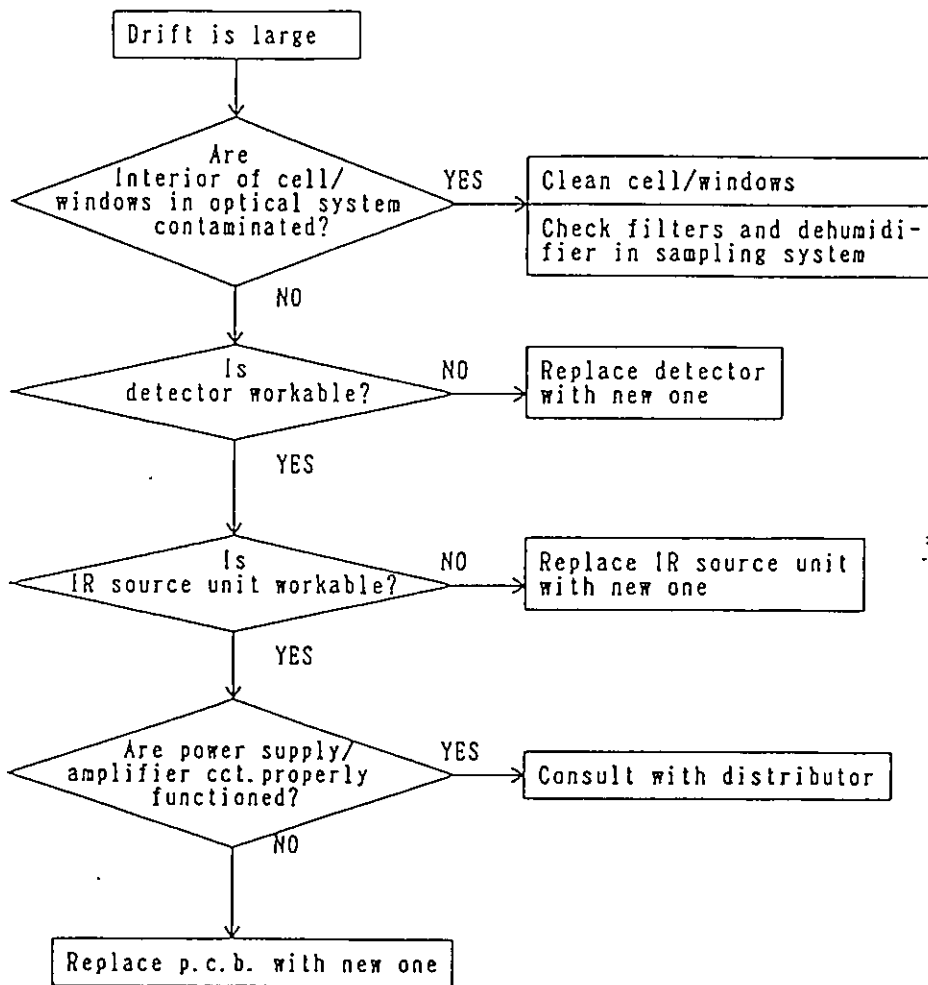 Drift is large
Are
Interior of cell/
windows in optical system
contaminated?
YES
Clean cell/windows
Check filters and dehumidi-
fier in sampling system
NO
Is
detector workable?
NO
Replace detector
with new one
YES
Is
IR source unit workable?
NO
Replace IR source unit
with new one
YES
Are power supply/
amplifier cct.properly
functioned?
YES
Consult with distributor
NO
Replace p.c.b. with new one